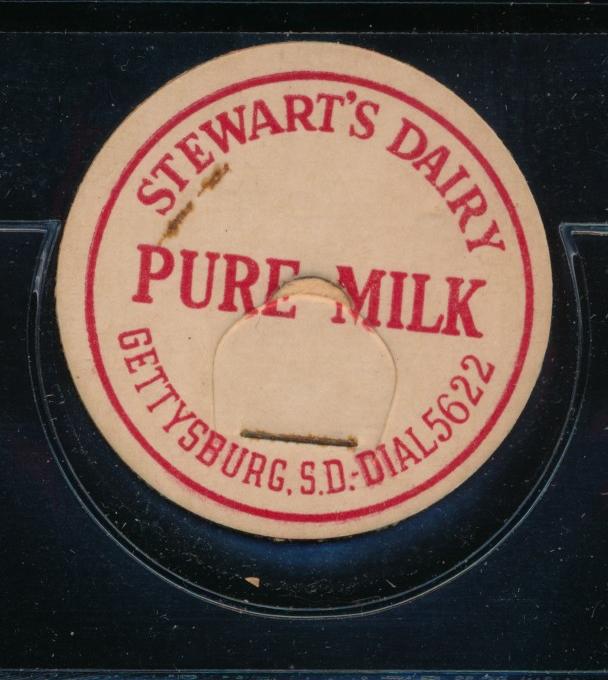 STEWART'S DAIRY
PURE MILK
GETTYSBURG, S.D.-DIAL 5622